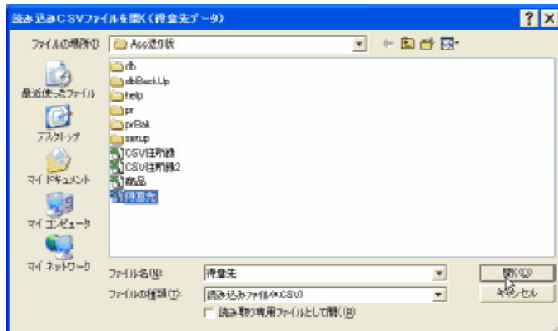 読み込みCSVファイルを開く(得意先データ)
ファイルの場所(I):
Acc送り状
最近使ったファイル
デスクトップ
マイ ドキュメント
マイ コンピュータ
マイ ネットワーク
db
dbBackUp
help
pr
prBak
setup
CSV住所録
CSV住所録2
商品
得意先
ファイル名(N):
得意先
開く(O)
ファイルの種類(T):
読み込みファイル(*.CSV)
キャンセル
読み取り専用ファイルとして開く(R)